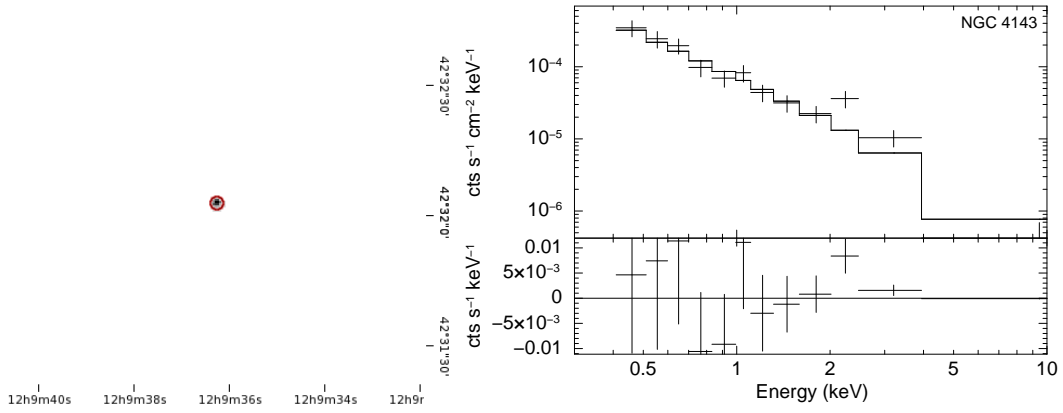 42°32'30"
42°32'0"
42°31'30"
12h9m40s
12h9m38s
12h9m36s
12h9m34s
12h9m
NGC 4143
cts s⁻¹ cm⁻² keV⁻¹
10⁻⁴
10⁻⁵
10⁻⁶
cts s⁻¹ keV⁻¹
0.01
5×10⁻³
0
−5×10⁻³
−0.01
0.5
1
2
5
10
Energy (keV)